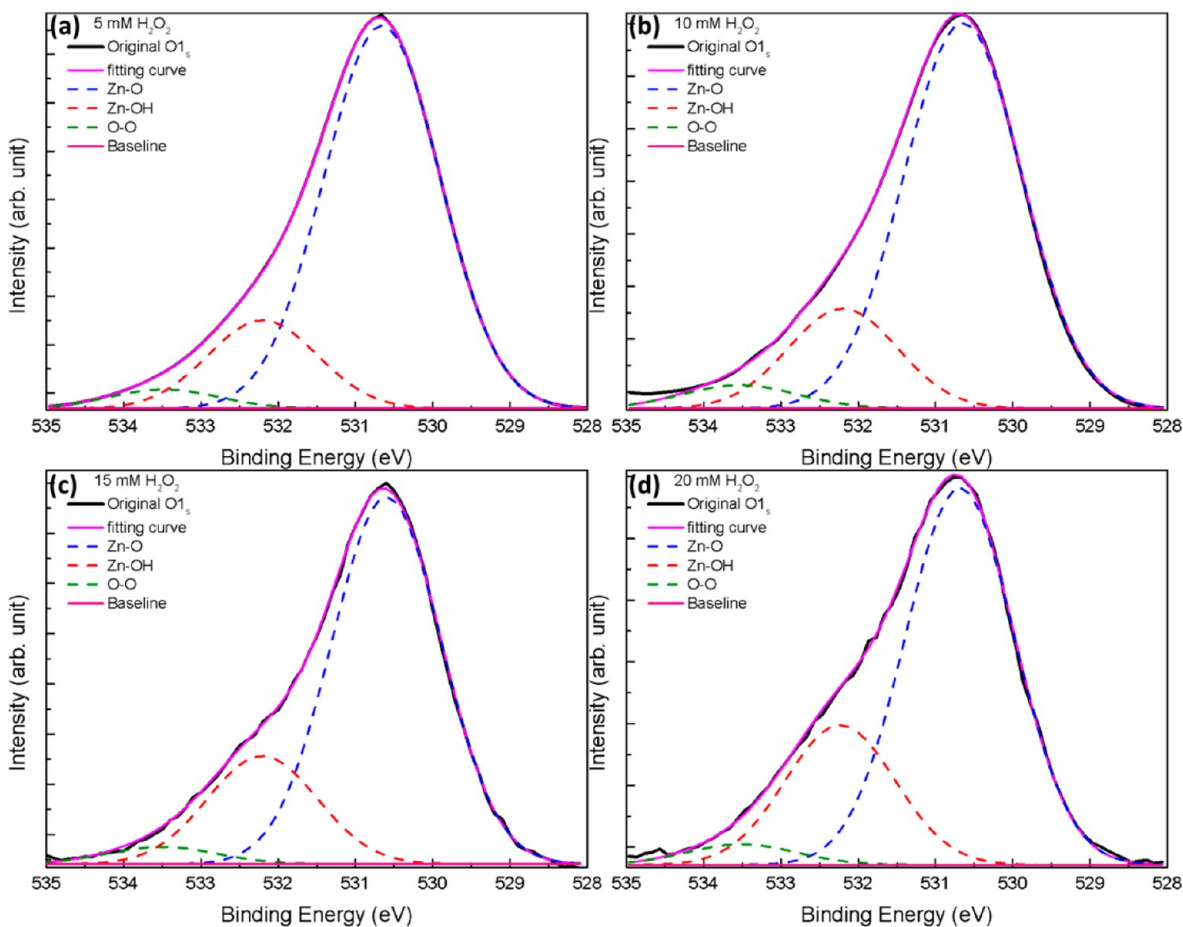 (a) 5 mM H₂O₂
Original O1ₛ
fitting curve
Zn-O
Zn-OH
O-O
Baseline
Intensity (arb. unit)
535 534 533 532 531 530 529 528
Binding Energy (eV)
(b) 10 mM H₂O₂
Original O1ₛ
fitting curve
Zn-O
Zn-OH
O-O
Baseline
Intensity (arb. unit)
535 534 533 532 531 530 529 528
Binding Energy (eV)
(c) 15 mM H₂O₂
Original O1ₛ
fitting curve
Zn-O
Zn-OH
O-O
Baseline
Intensity (arb. unit)
535 534 533 532 531 530 529 528
Binding Energy (eV)
(d) 20 mM H₂O₂
Original O1ₛ
fitting curve
Zn-O
Zn-OH
O-O
Baseline
Intensity (arb. unit)
535 534 533 532 531 530 529 528
Binding Energy (eV)